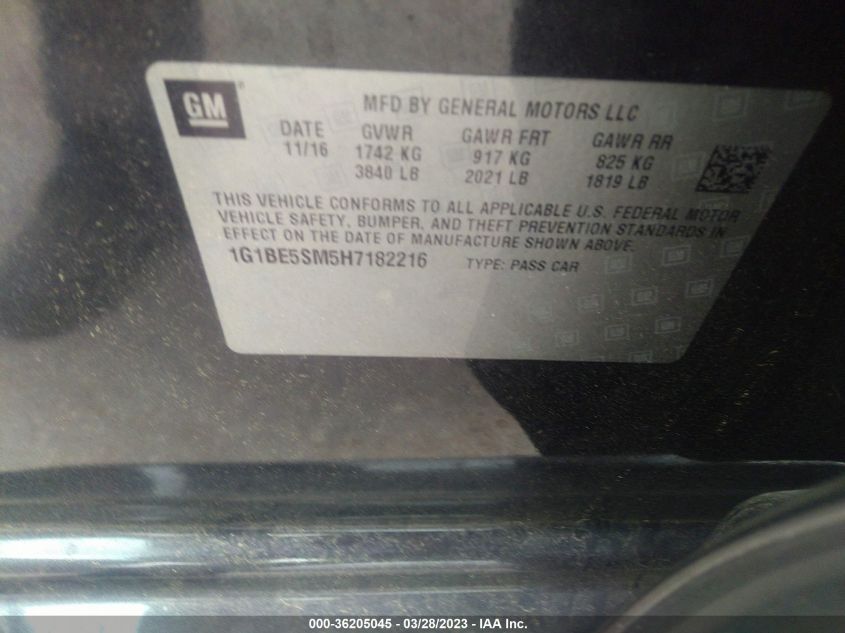 GM
MFD BY GENERAL MOTORS LLC
DATE GVWR GAWR FRT GAWR RR
11/16 1742 KG 917 KG 825 KG
3840 LB 2021 LB 1819 LB
THIS VEHICLE CONFORMS TO ALL APPLICABLE U.S. FEDERAL MOTOR
VEHICLE SAFETY, BUMPER, AND THEFT PREVENTION STANDARDS IN
EFFECT ON THE DATE OF MANUFACTURE SHOWN ABOVE.
1G1BE5SM5H7182216 TYPE: PASS CAR
000-36205045 - 03/28/2023 - IAA Inc.